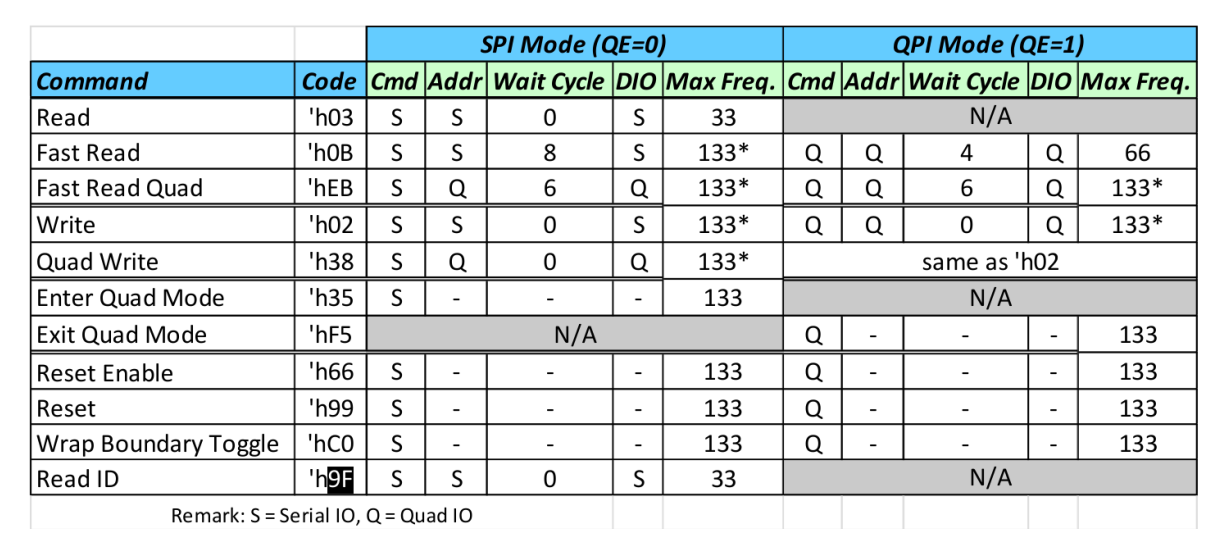 SPI Mode (QE=0) QPI Mode (QE=1)
Command Code Cmd Addr Wait Cycle DIO Max Freq. Cmd Addr Wait Cycle DIO Max Freq.
Read 'h03 S S 0 S 33 N/A
Fast Read 'h0B S S 8 S 133* Q Q 4 Q 66
Fast Read Quad 'hEB S Q 6 Q 133* Q Q 6 Q 133*
Write 'h02 S S 0 S 133* Q Q 0 Q 133*
Quad Write 'h38 S Q 0 Q 133* same as 'h02
Enter Quad Mode 'h35 S - - - 133 N/A
Exit Quad Mode 'hF5 N/A Q - - - 133
Reset Enable 'h66 S - - - 133 Q - - - 133
Reset 'h99 S - - - 133 Q - - - 133
Wrap Boundary Toggle 'hC0 S - - - 133 Q - - - 133
Read ID 'h9F S S 0 S 33 N/A
Remark: S = Serial IO, Q = Quad IO